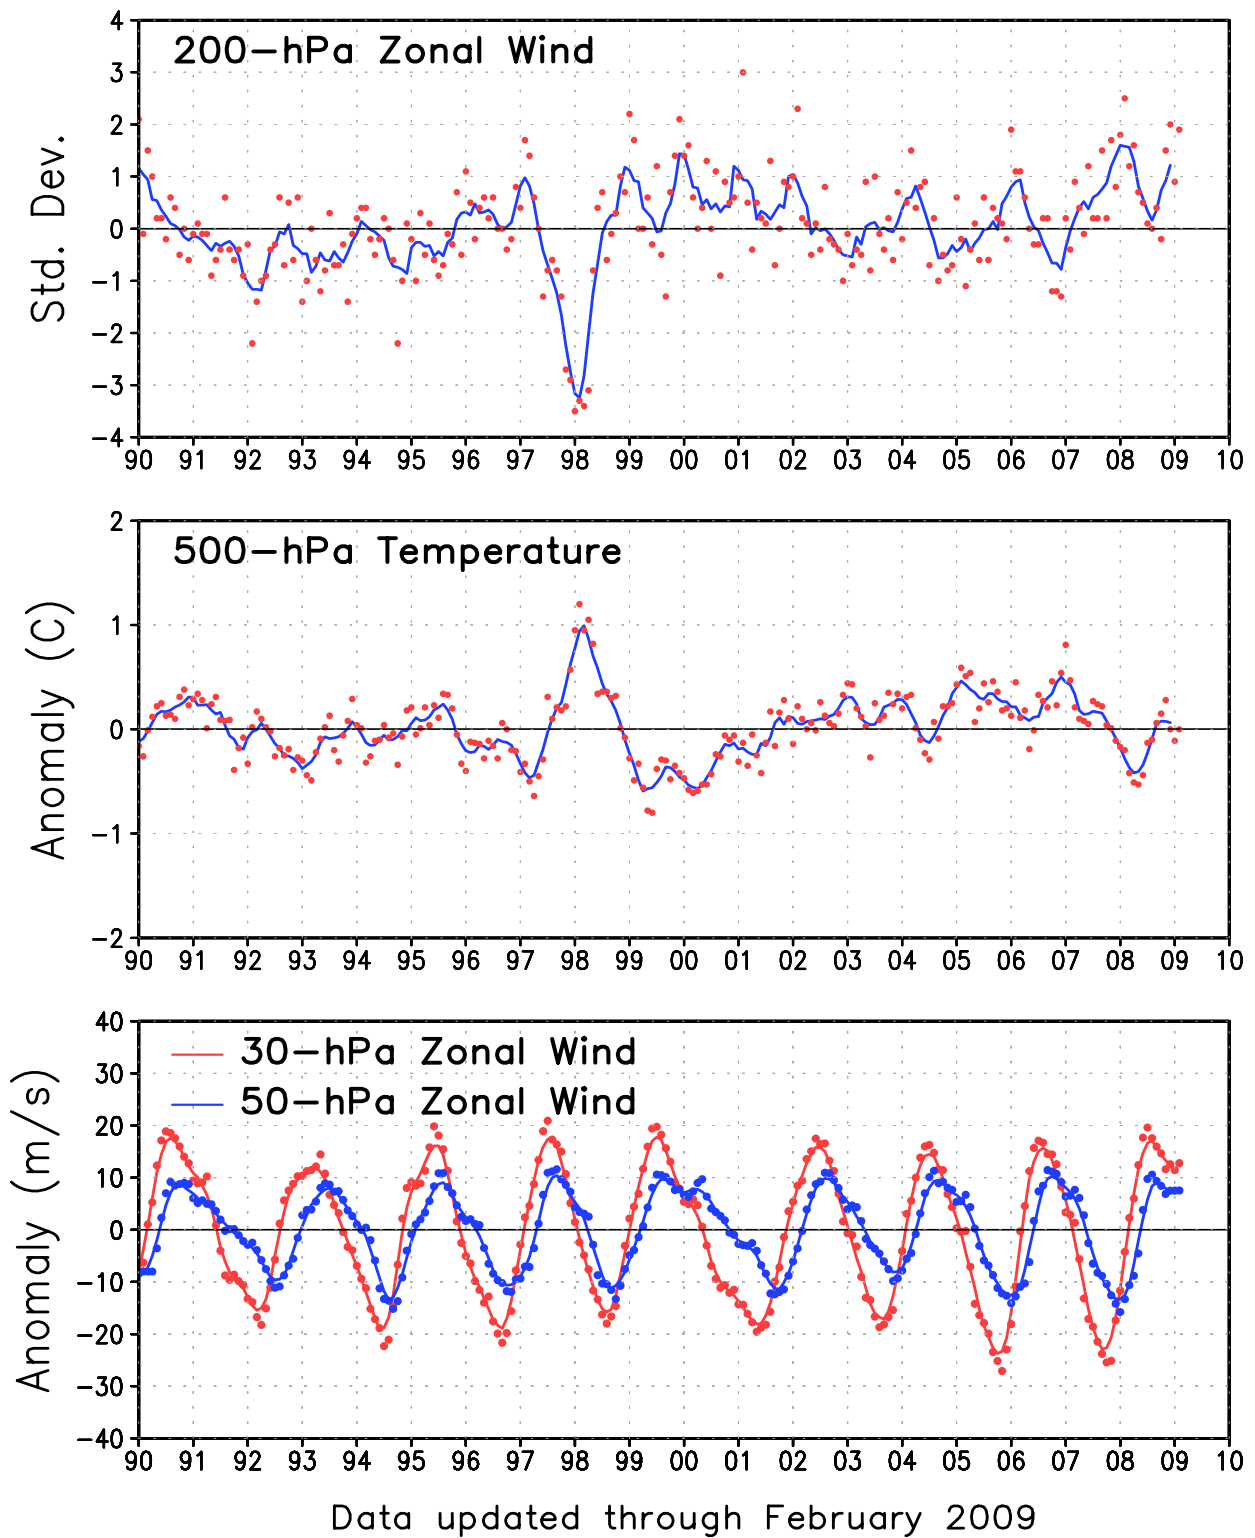 200-hPa Zonal Wind
Std. Dev.
4
3
2
1
0
-1
-2
-3
-4
90 91 92 93 94 95 96 97 98 99 00 01 02 03 04 05 06 07 08 09 10
500-hPa Temperature
Anomaly (C)
2
1
0
-1
-2
90 91 92 93 94 95 96 97 98 99 00 01 02 03 04 05 06 07 08 09 10
30-hPa Zonal Wind
50-hPa Zonal Wind
Anomaly (m/s)
40
30
20
10
0
-10
-20
-30
-40
90 91 92 93 94 95 96 97 98 99 00 01 02 03 04 05 06 07 08 09 10
Data updated through February 2009